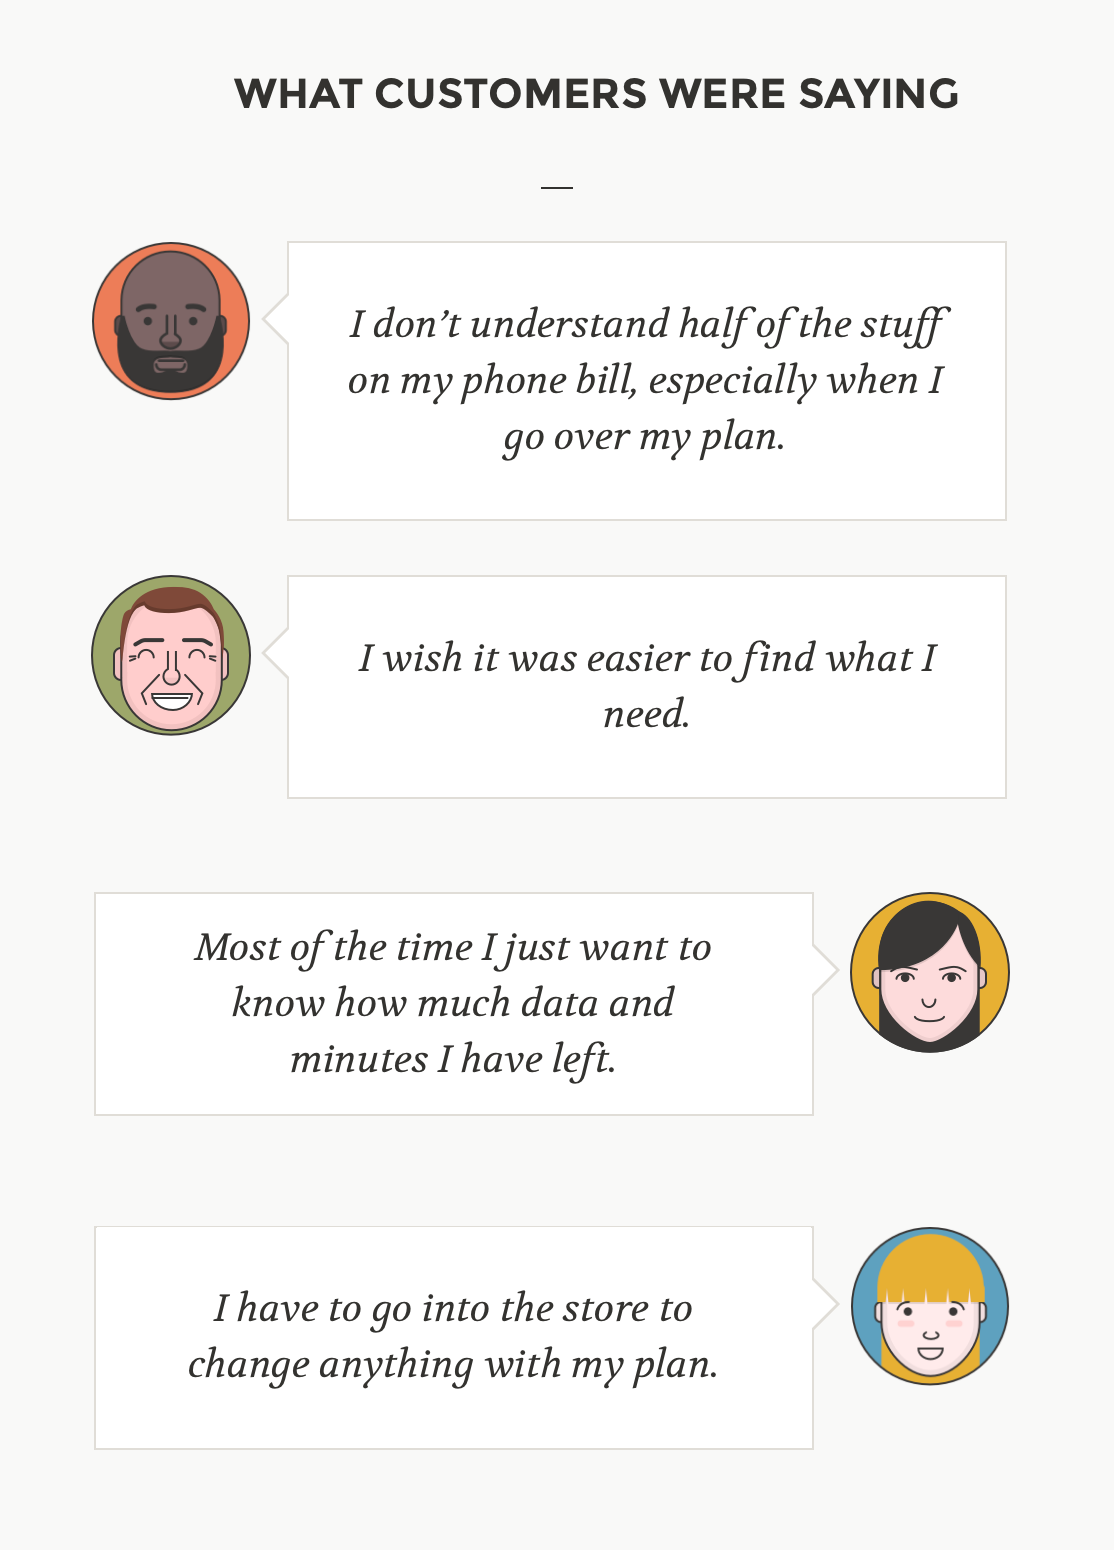 WHAT CUSTOMERS WERE SAYING
I don’t understand half of the stuff
on my phone bill, especially when I
go over my plan.
I wish it was easier to find what I
need.
Most of the time I just want to
know how much data and
minutes I have left.
I have to go into the store to
change anything with my plan.